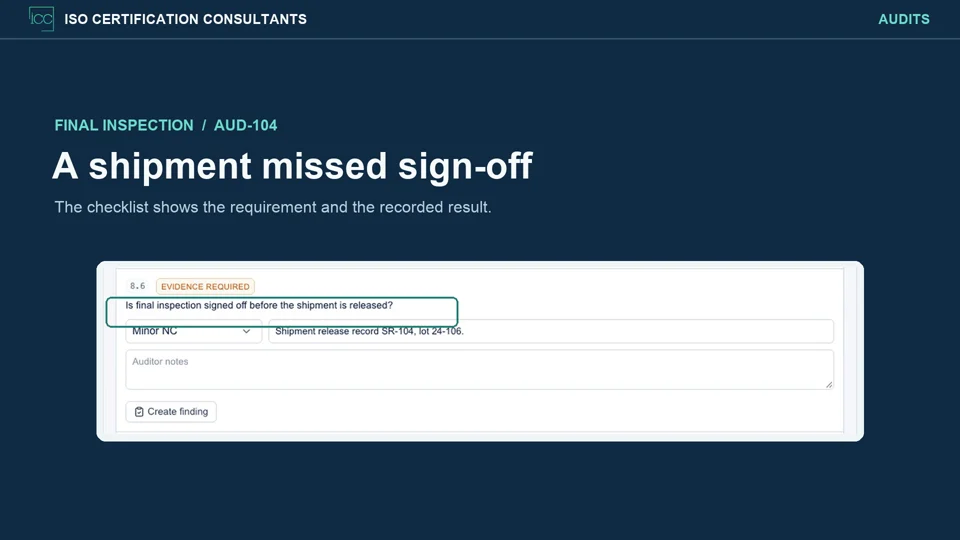 ICC ISO CERTIFICATION CONSULTANTS
AUDITS
FINAL INSPECTION / AUD-104
A shipment missed sign-off
The checklist shows the requirement and the recorded result.
8.6 EVIDENCE REQUIRED
Is final inspection signed off before the shipment is released?
Minor NC
Shipment release record SR-104, lot 24-106.
Auditor notes
Create finding